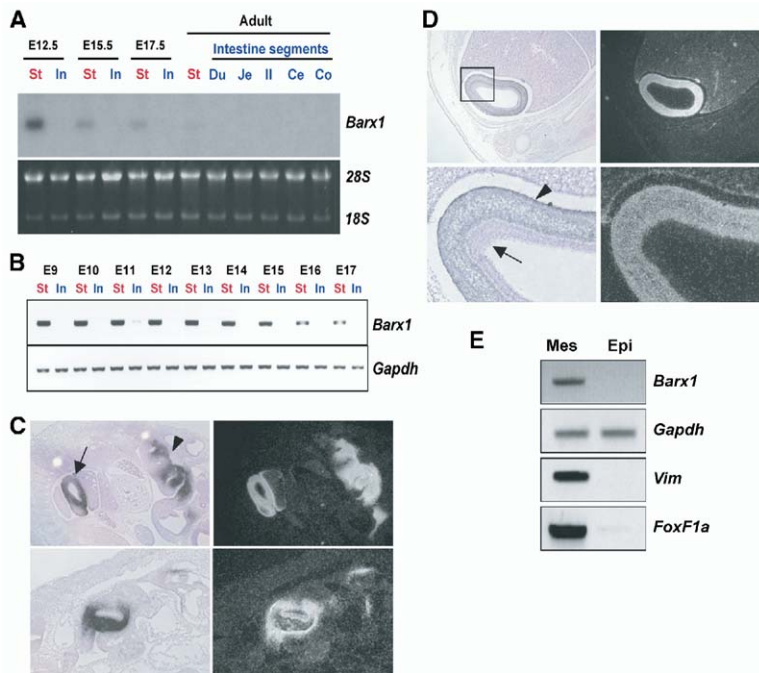 A
Adult
E12.5 E15.5 E17.5 Intestine segments
St In St In St In St Du Je Il Ce Co
Barx1
28S
18S
B
E9 E10 E11 E12 E13 E14 E15 E16 E17
St In St In St In St In St In St In St In St In St In
Barx1
Gapdh
C
D
E
Mes Epi
Barx1
Gapdh
Vim
FoxF1a